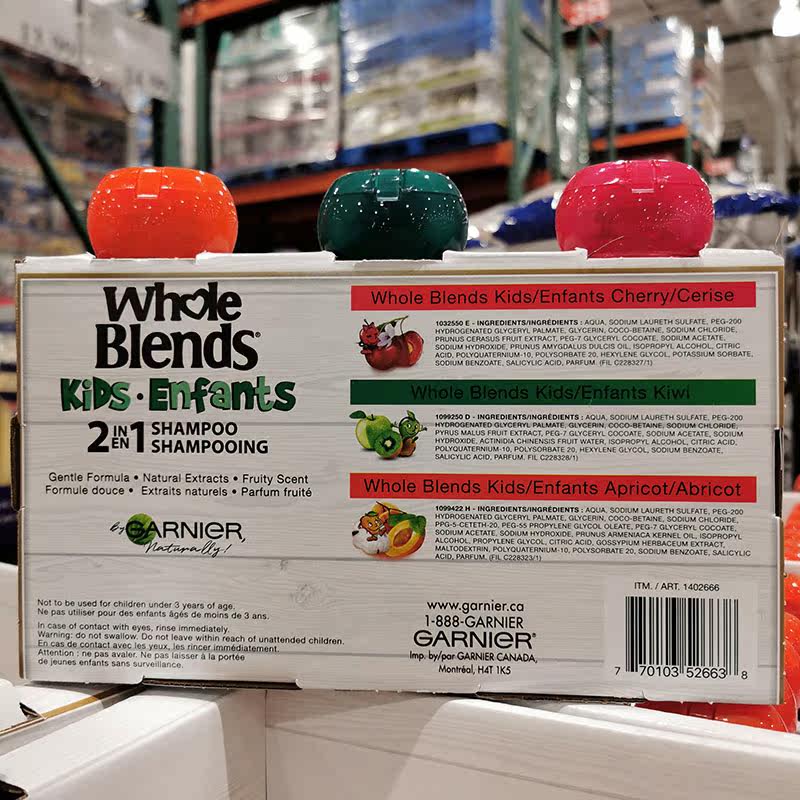 Whole
Blends®
Kids • Enfants
2 IN EN 1 SHAMPOO
SHAMPOOING
Gentle Formula • Natural Extracts • Fruity Scent
Formule douce • Extraits naturels • Parfum fruité
By GARNIER,
Naturally!
Not to be used for children under 3 years of age.
Ne pas utiliser pour des enfants âgés de moins de 3 ans.
In case of contact with eyes, rinse immediately.
Warning: do not swallow. Do not leave within reach of unattended children.
En cas de contact avec les yeux, les rincer immédiatement.
Attention : ne pas avaler. Ne pas laisser à la portée
de jeunes enfants sans surveillance.
Whole Blends Kids/Enfants Cherry/Cerise
1032550 E - INGREDIENTS/INGRÉDIENTS : AQUA, SODIUM LAURETH SULFATE, PEG-200
HYDROGENATED GLYCERYL PALMATE, GLYCERIN, COCO-BETAINE, SODIUM CHLORIDE,
PRUNUS CERASUS FRUIT EXTRACT, PEG-7 GLYCERYL COCOATE, SODIUM ACETATE,
SODIUM HYDROXIDE, PRUNUS AMYGDALUS DULCIS OIL, ISOPROPYL ALCOHOL, CITRIC
ACID, POLYQUATERNIUM-10, POLYSORBATE 20, HEXYLENE GLYCOL, POTASSIUM SORBATE,
SODIUM BENZOATE, SALICYLIC ACID, PARFUM. (FIL C228327/1)
Whole Blends Kids/Enfants Kiwi
1099250 D - INGREDIENTS/INGRÉDIENTS : AQUA, SODIUM LAURETH SULFATE, PEG-200
HYDROGENATED GLYCERYL PALMATE, GLYCERIN, COCO-BETAINE, SODIUM CHLORIDE,
PYRUS MALUS FRUIT EXTRACT, PEG-7 GLYCERYL COCOATE, SODIUM ACETATE, SODIUM
HYDROXIDE, ACTINIDIA CHINENSIS FRUIT WATER, ISOPROPYL ALCOHOL, CITRIC
ACID, POLYQUATERNIUM-10, POLYSORBATE 20, HEXYLENE GLYCOL, SODIUM BENZOATE,
SALICYLIC ACID, PARFUM. FIL C228328/1)
Whole Blends Kids/Enfants Apricot/Abricot
1099422 H - INGREDIENTS/INGRÉDIENTS : AQUA, SODIUM LAURETH SULFATE, PEG-200
HYDROGENATED GLYCERYL PALMATE, GLYCERIN, COCO-BETAINE, SODIUM CHLORIDE,
PPG-5-CETETH-20, PEG-55 PROPYLENE GLYCOL OLEATE, PEG-7 GLYCERYL COCOATE,
SODIUM ACETATE, SODIUM HYDROXIDE, PRUNUS ARMENIACA KERNEL OIL, ISOPROPYL
ALCOHOL, PROPYLENE GLYCOL, CITRIC ACID, GOSSYPIUM HERBACEUM EXTRACT,
MALTODEXTRIN, POLYQUATERNIUM-10, POLYSORBATE 20, SODIUM BENZOATE, SALICYLIC
ACID, PARFUM. (FIL C228323/1)
www.garnier.ca
1-888-GARNIER
GARNIER®
Imp. by/par GARNIER CANADA,
Montréal, H4T 1K5
ITM. / ART. 1402666
7 70103 52663 8